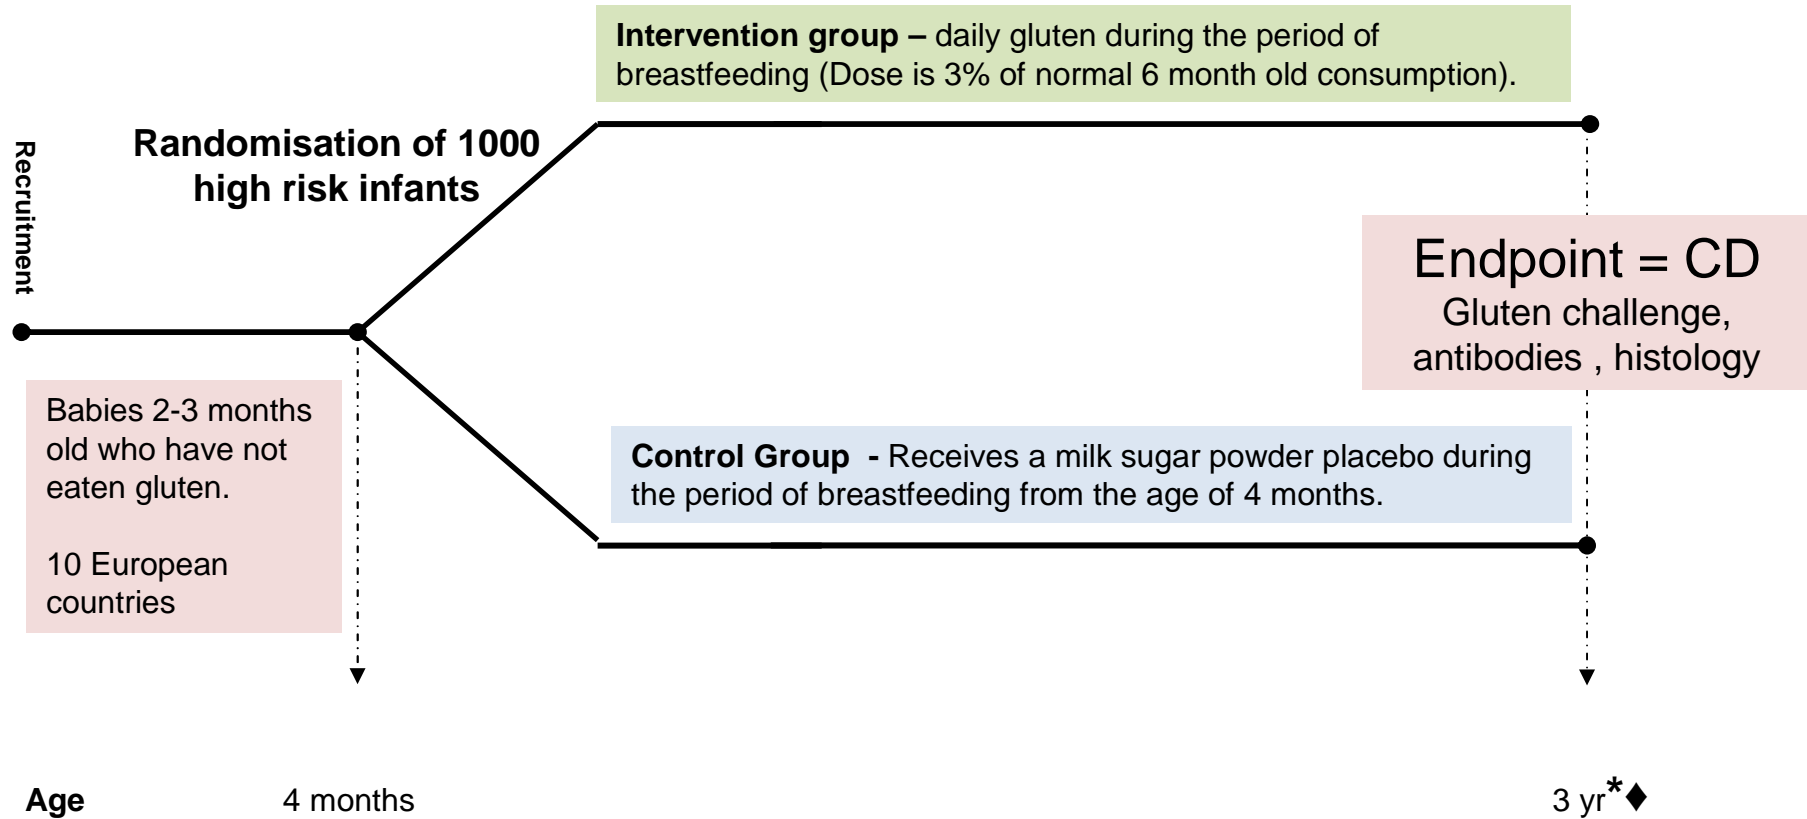 Intervention group – daily gluten during the period of
breastfeeding (Dose is 3% of normal 6 month old consumption).
Recruitment
Randomisation of 1000
high risk infants
Endpoint = CD
Gluten challenge,
antibodies , histology
Babies 2-3 months
old who have not
eaten gluten.
10 European
countries
Control Group - Receives a milk sugar powder placebo during
the period of breastfeeding from the age of 4 months.
Age
4 months
3 yr*♦